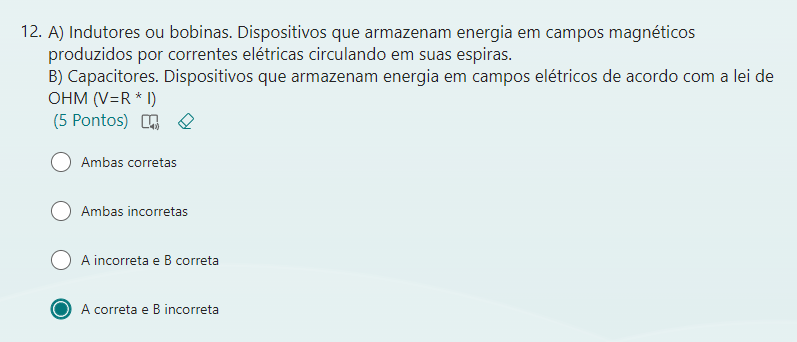 12. A) Indutores ou bobinas. Dispositivos que armazenam energia em campos magnéticos
produzidos por correntes elétricas circulando em suas espiras.
B) Capacitores. Dispositivos que armazenam energia em campos elétricos de acordo com a lei de
OHM (V=R * I)
(5 Pontos)
Ambas corretas
Ambas incorretas
A incorreta e B correta
A correta e B incorreta